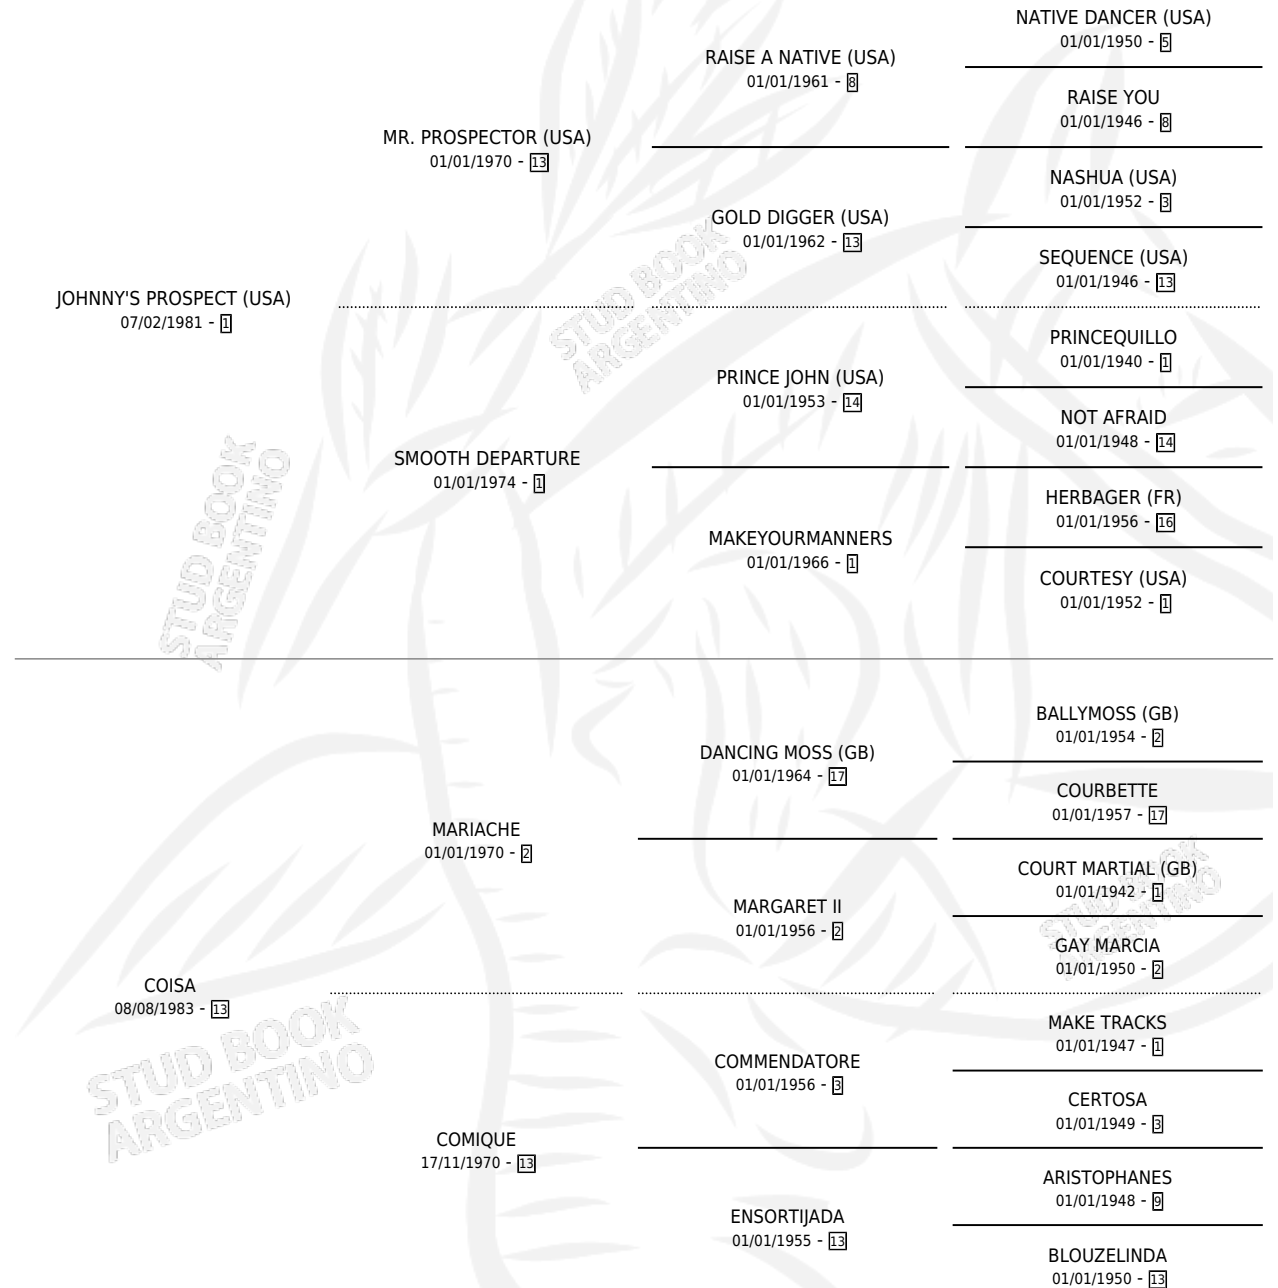 NATIVE DANCER (USA)
01/01/1950 - 5
RAISE A NATIVE (USA)
01/01/1961 - 8
RAISE YOU
01/01/1946 - 8
MR. PROSPECTOR (USA)
01/01/1970 - 13
NASHUA (USA)
01/01/1952 - 3
GOLD DIGGER (USA)
01/01/1962 - 13
SEQUENCE (USA)
01/01/1946 - 13
JOHNNY'S PROSPECT (USA)
07/02/1981 - 1
PRINCEQUILLO
01/01/1940 - 1
PRINCE JOHN (USA)
01/01/1953 - 14
NOT AFRAID
01/01/1948 - 14
SMOOTH DEPARTURE
01/01/1974 - 1
HERBAGER (FR)
01/01/1956 - 16
MAKEYOURMANNERS
01/01/1966 - 1
COURTESY (USA)
01/01/1952 - 1
BALLYMOSS (GB)
01/01/1954 - 2
DANCING MOSS (GB)
01/01/1964 - 17
COURBETTE
01/01/1957 - 17
MARIACHE
01/01/1970 - 2
COURT MARTIAL (GB)
01/01/1942 - 1
MARGARET II
01/01/1956 - 2
GAY MARCIA
01/01/1950 - 2
COISA
08/08/1983 - 13
MAKE TRACKS
01/01/1947 - 1
COMMENDATORE
01/01/1956 - 3
CERTOSA
01/01/1949 - 3
COMIQUE
17/11/1970 - 13
ARISTOPHANES
01/01/1948 - 9
ENSORTIJADA
01/01/1955 - 13
BLOUZELINDA
01/01/1950 - 13
STUD BOOK
ARGENTINO
STUD BOOK
ARGENTINO
STUD BOOK
ARGENTINO
STUD BOOK
ARGENTINO